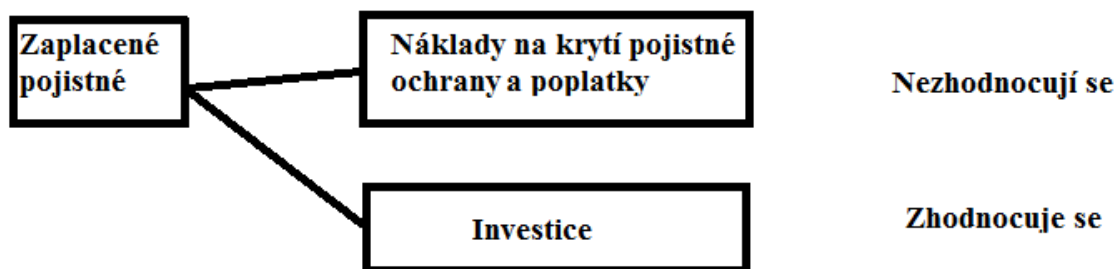 Zaplacené
pojistné
Náklady na krytí pojistné
ochrany a poplatky
Nezhodnocují se
Investice
Zhodnocuje se